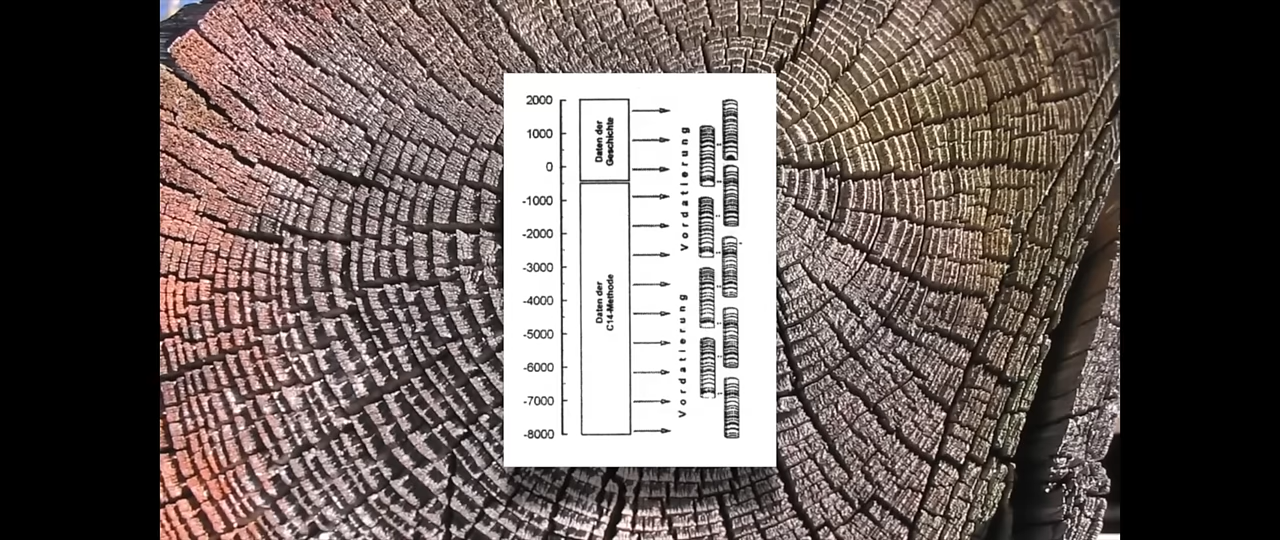 2000
1000
0
-1000
-2000
-3000
-4000
-5000
-6000
-7000
-8000
Daten der
Geschichte
Daten der
C14-Methode
Vordatierung
Vordatierung